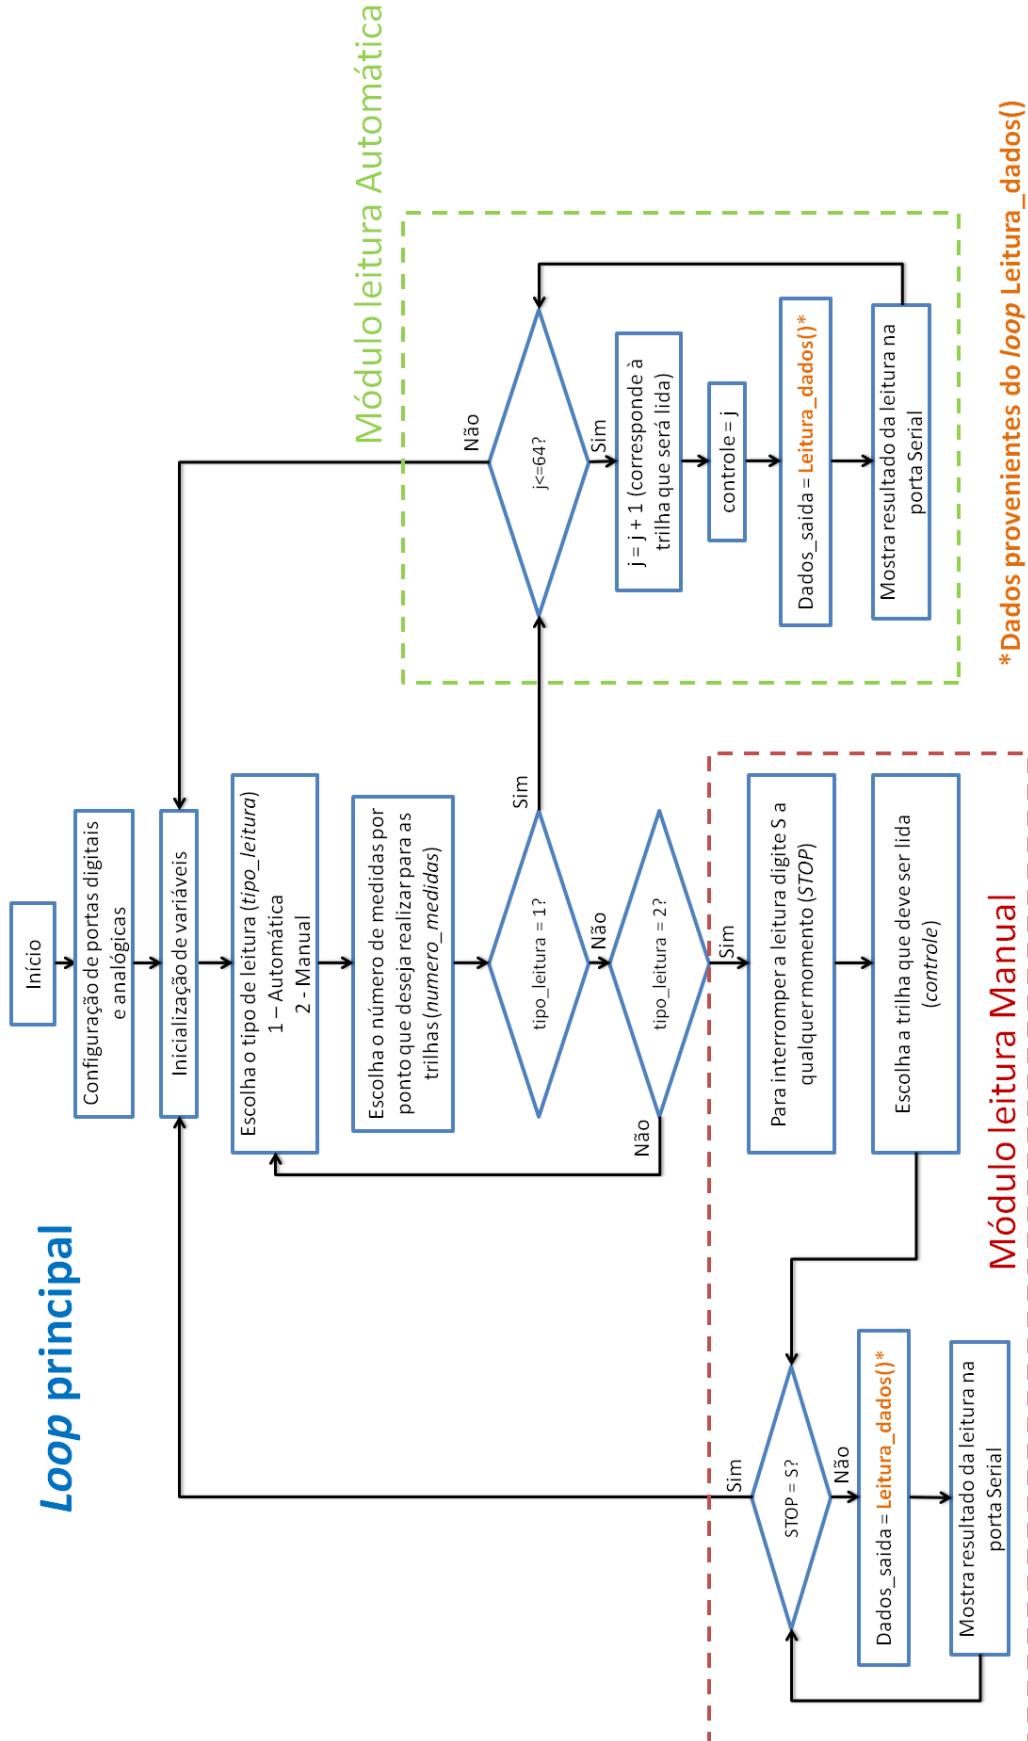 Loop principal
Início
Configuração de portas digitais
e analógicas
Inicialização de variáveis
Escolha o tipo de leitura (tipo_leitura)
1 – Automática
2 - Manual
Escolha o número de medidas por
ponto que deseja realizar para as
trilhas (numero_medidas)
tipo_leitura = 1?
Sim
Não
tipo_leitura = 2?
Não
Sim
Módulo leitura Automática
j<=64?
Não
Sim
j = j + 1 (corresponde à
trilha que será lida)
controle = j
Dados_saida = Leitura_dados()*
Mostra resultado da leitura na
porta Serial
Para interromper a leitura digite S a
qualquer momento (STOP)
Escolha a trilha que deve ser lida
(controle)
STOP = S?
Sim
Não
Dados_saida = Leitura_dados()*
Mostra resultado da leitura na
porta Serial
Módulo leitura Manual
*Dados provenientes do loop Leitura_dados()